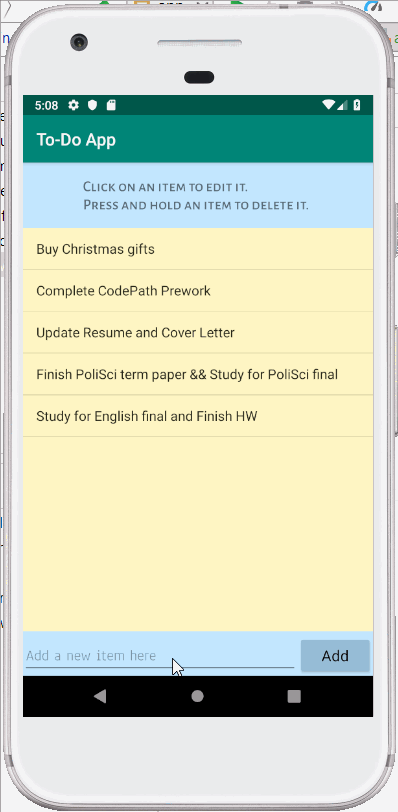 5:08
To-Do App
Click on an item to edit it.
Press and hold an item to delete it.
Buy Christmas gifts
Complete CodePath Prework
Update Resume and Cover Letter
Finish PoliSci term paper && Study for PoliSci final
Study for English final and Finish HW
Add a new item here
Add